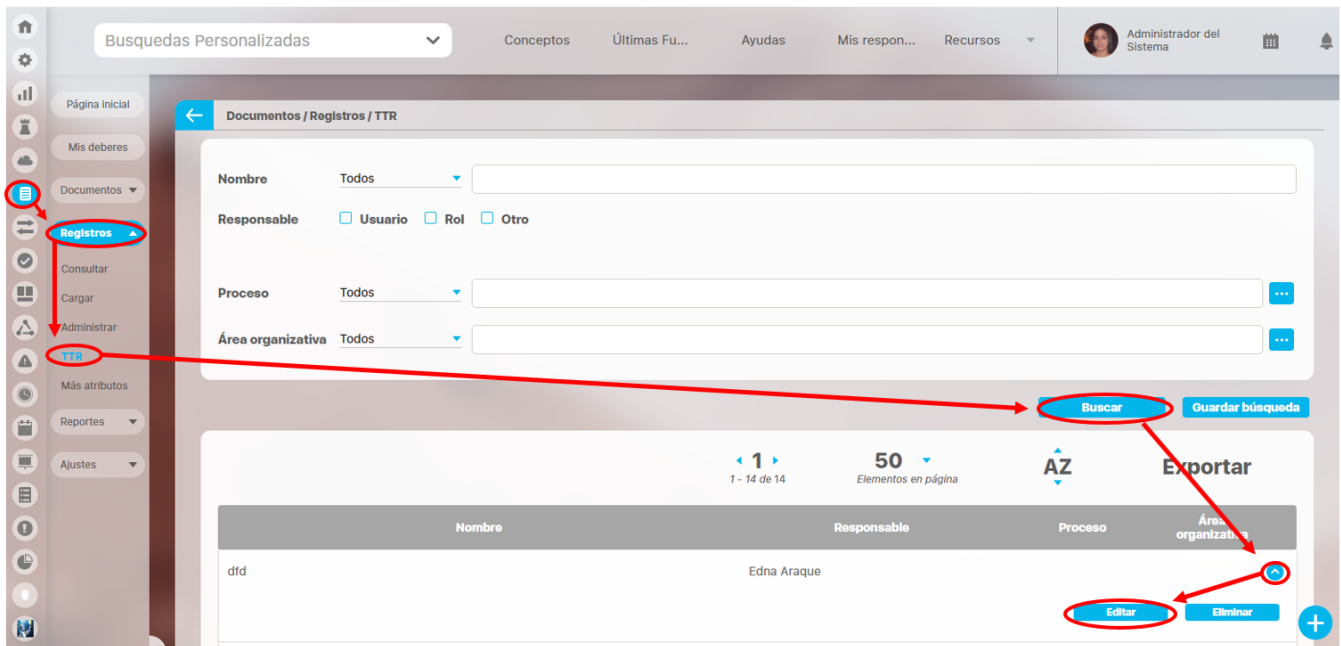 Busquedas Personalizadas
Conceptos
Últimas Fu...
Ayudas
Mis respon...
Recursos
Administrador del
Sistema
Página inicial
Mis deberes
Documentos
Registros
Consultar
Cargar
Administrar
TTR
Más atributos
Reportes
Ajustes
Documentos / Registros / TTR
Nombre Todos
Responsable Usuario Rol Otro
Proceso Todos ...
Área organizativa Todos ...
Buscar Guardar búsqueda
1 50 AZ Exportar
1 - 14 de 14 Elementos en página
Nombre Responsable Proceso Área
organizativa
dfd Edna Araque
Editar Eliminar
+